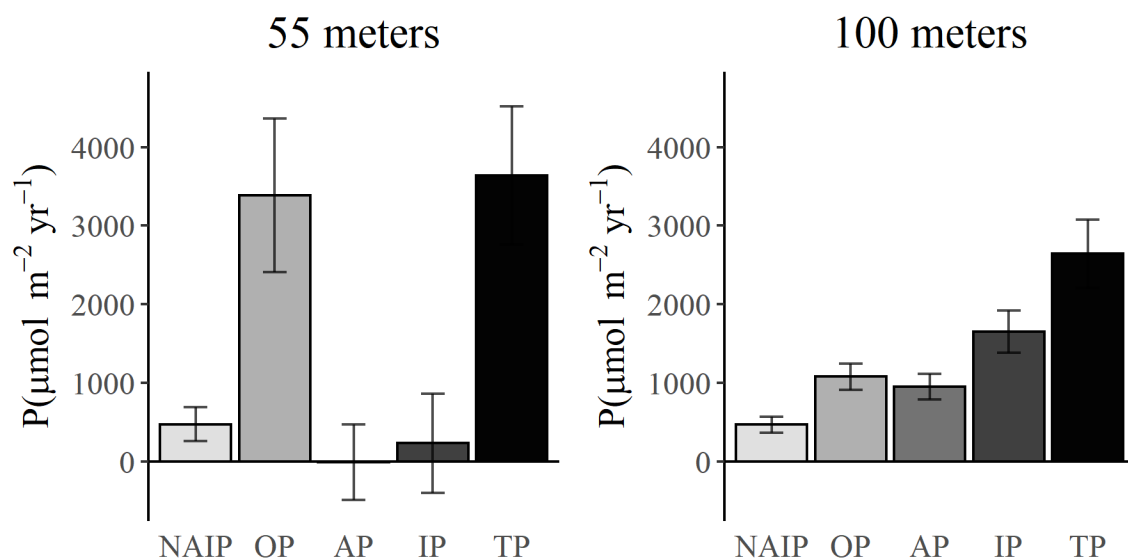 55 meters
P(μmol m⁻² yr⁻¹)
4000
3000
2000
1000
0
NAIP OP AP IP TP
100 meters
P(μmol m⁻² yr⁻¹)
4000
3000
2000
1000
0
NAIP OP AP IP TP